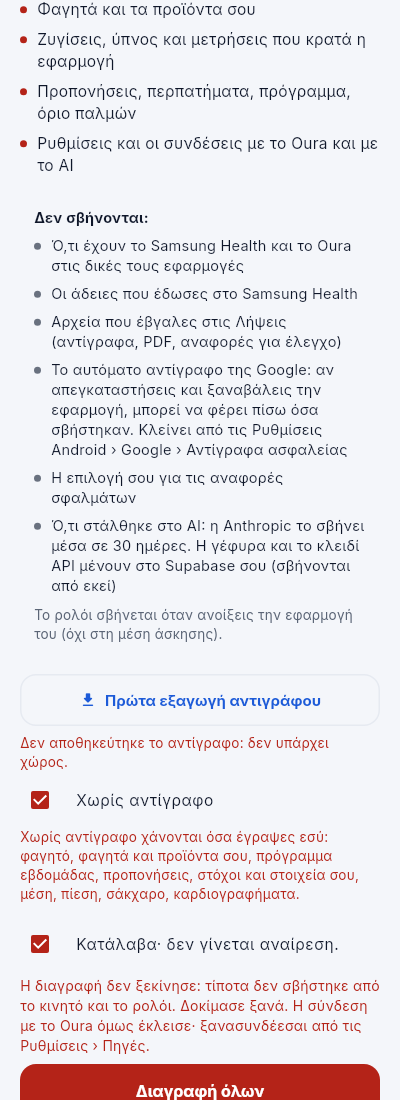 Φαγητά και τα προϊόντα σου
Ζυγίσεις, ύπνος και μετρήσεις που κρατά η
εφαρμογή
Προπονήσεις, περπατήματα, πρόγραμμα,
όριο παλμών
Ρυθμίσεις και οι συνδέσεις με το Oura και με
το AI
Δεν σβήνονται:
Ό,τι έχουν το Samsung Health και το Oura
στις δικές τους εφαρμογές
Οι άδειες που έδωσες στο Samsung Health
Αρχεία που έβγαλες στις Λήψεις
(αντίγραφα, PDF, αναφορές για έλεγχο)
Το αυτόματο αντίγραφο της Google: αν
απεγκαταστήσεις και ξαναβάλεις την
εφαρμογή, μπορεί να φέρει πίσω όσα
σβήστηκαν. Κλείνει από τις Ρυθμίσεις
Android › Google › Αντίγραφα ασφαλείας
Η επιλογή σου για τις αναφορές
σφαλμάτων
Ό,τι στάλθηκε στο AI: η Anthropic το σβήνει
μέσα σε 30 ημέρες. Η γέφυρα και το κλειδί
API μένουν στο Supabase σου (σβήνονται
από εκεί)
Το ρολόι σβήνεται όταν ανοίξεις την εφαρμογή
του (όχι στη μέση άσκησης).
Πρώτα εξαγωγή αντιγράφου
Δεν αποθηκεύτηκε το αντίγραφο: δεν υπάρχει
χώρος.
Χωρίς αντίγραφο
Χωρίς αντίγραφο χάνονται όσα έγραψες εσύ:
φαγητό, φαγητά και προϊόντα σου, πρόγραμμα
εβδομάδας, προπονήσεις, στόχοι και στοιχεία σου,
μέση, πίεση, σάκχαρο, καρδιογραφήματα.
Κατάλαβα· δεν γίνεται αναίρεση.
Η διαγραφή δεν ξεκίνησε: τίποτα δεν σβήστηκε από
το κινητό και το ρολόι. Δοκίμασε ξανά. Η σύνδεση
με το Oura όμως έκλεισε· ξανασυνδέεσαι από τις
Ρυθμίσεις › Πηγές.
Διαγραφή όλων